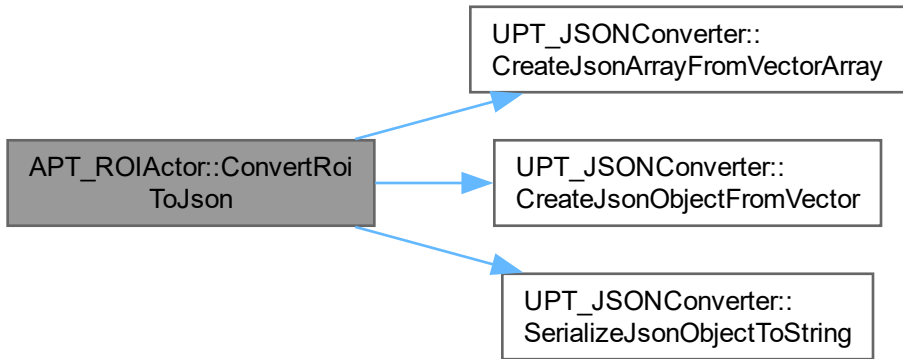 UPT_JSONConverter::
CreateJsonArrayFromVectorArray
APT_ROIActor::ConvertRoi
ToJson
UPT_JSONConverter::
CreateJsonObjectFromVector
UPT_JSONConverter::
SerializeJsonObjectToString